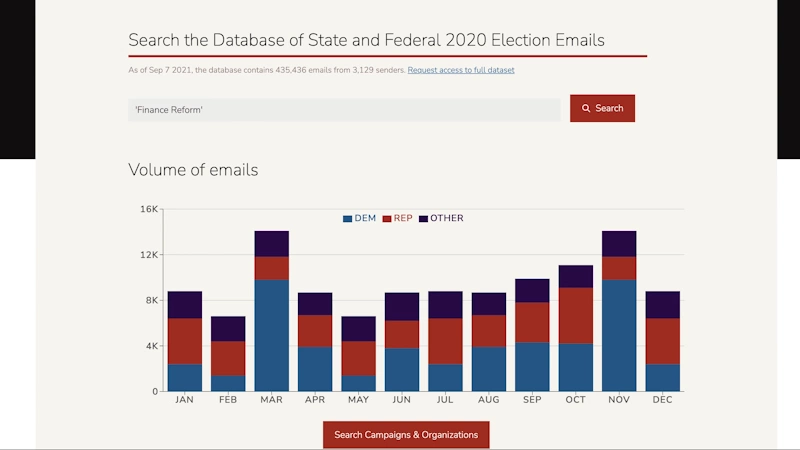 Search the Database of State and Federal 2020 Election Emails
As of Sep 7 2021, the database contains 435,436 emails from 3,129 senders. Request access to full dataset
'Finance Reform'
Search
Volume of emails
DEM REP OTHER
16K
12K
8K
4K
0
JAN FEB MAR APR MAY JUN JUL AUG SEP OCT NOV DEC
Search Campaigns & Organizations